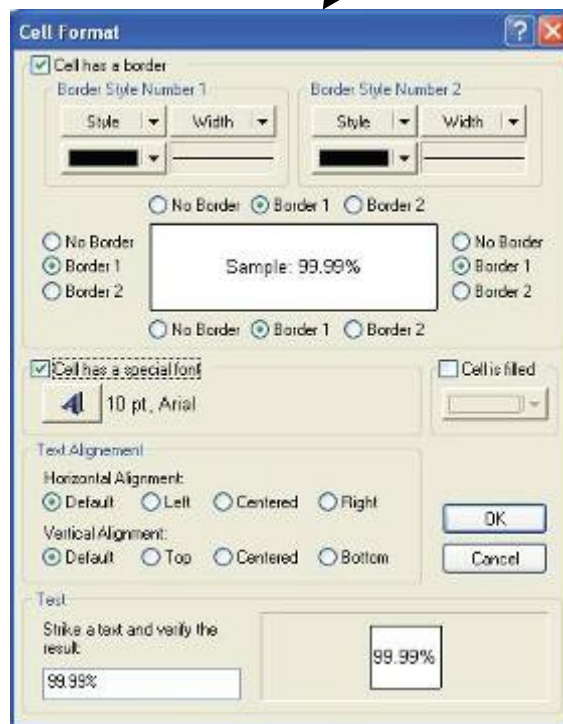 Cell Format
Cell has a border
Border Style Number 1
Border Style Number 2
Style Width
Style Width
No Border Border 1 Border 2
No Border
Border 1
Border 2
Sample: 99.99%
No Border
Border 1
Border 2
No Border Border 1 Border 2
Cell has a special font
Cell is filled
10 pt, Arial
Text Alignement
Horizontal Alignment:
Default Left Centered Right
Vertical Alignment:
Default Top Centered Bottom
OK
Cancel
Test
Strike a text and verify the
result
99.99%
99.99%